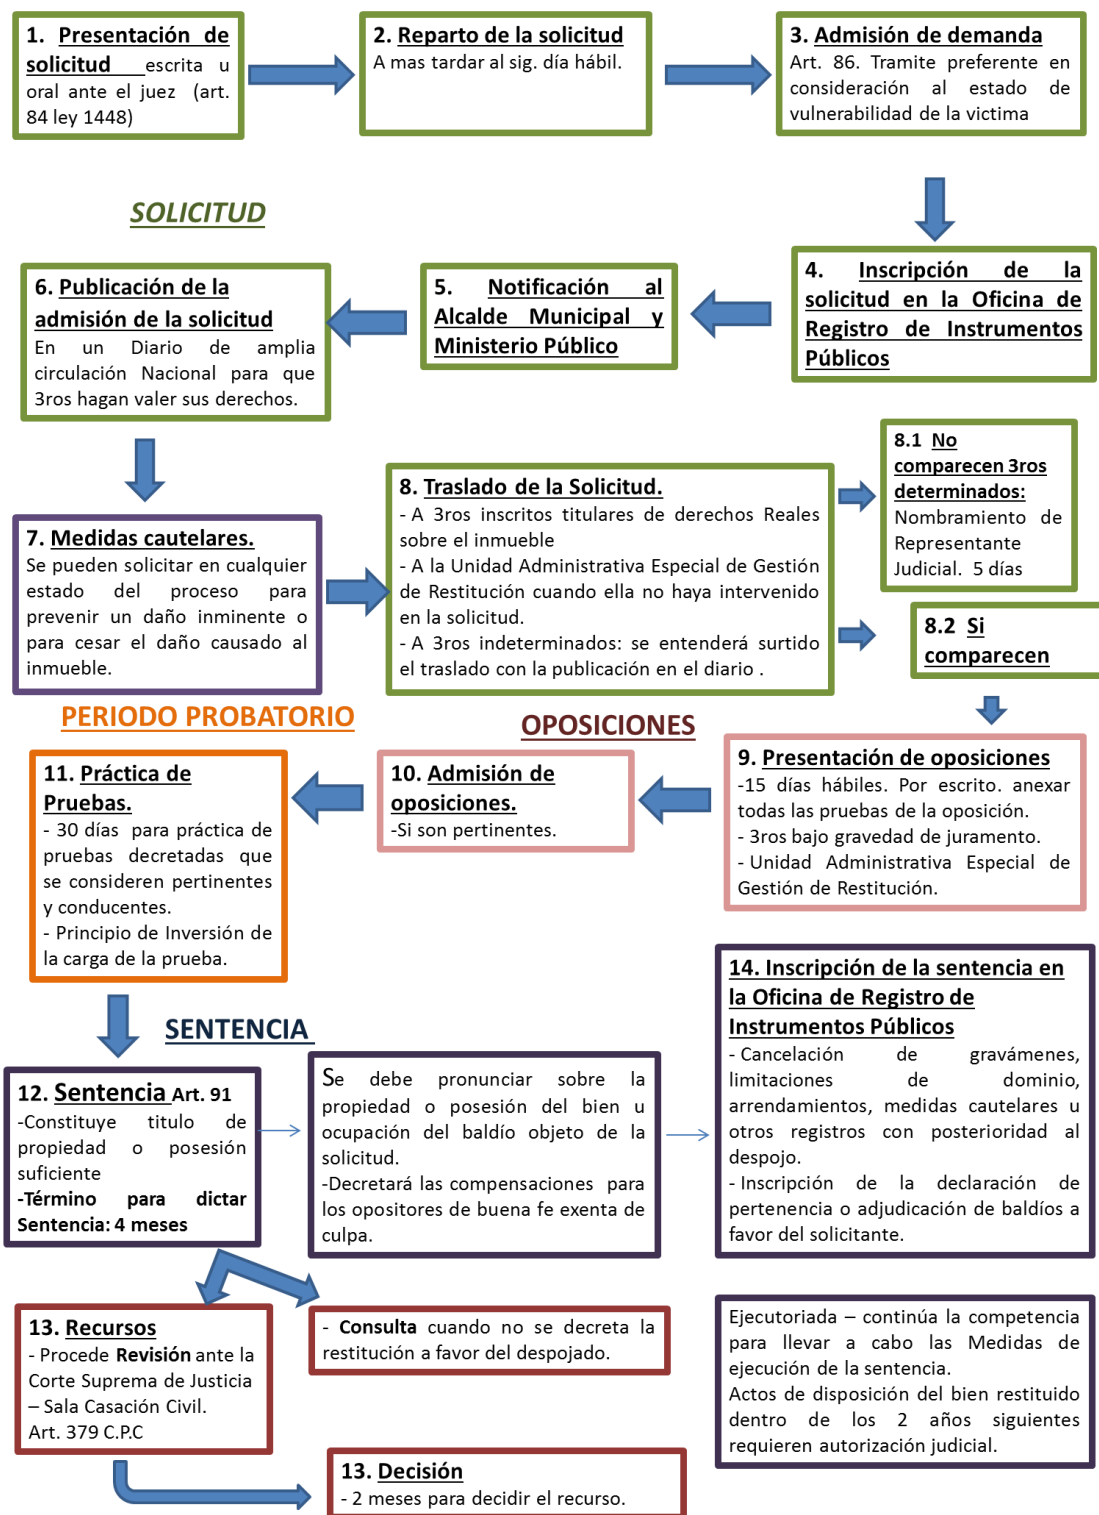 1. Presentación de
solicitud escrita u
oral ante el juez (art.
84 ley 1448)
2. Reparto de la solicitud
A mas tardar al sig. día hábil.
3. Admisión de demanda
Art. 86. Tramite preferente en
consideración al estado de
vulnerabilidad de la victima
SOLICITUD
4. Inscripción de la
solicitud en la Oficina de
Registro de Instrumentos
Públicos
5. Notificación al
Alcalde Municipal y
Ministerio Público
6. Publicación de la
admisión de la solicitud
En un Diario de amplia
circulación Nacional para que
3ros hagan valer sus derechos.
7. Medidas cautelares.
Se pueden solicitar en cualquier
estado del proceso para
prevenir un daño inminente o
para cesar el daño causado al
inmueble.
8. Traslado de la Solicitud.
- A 3ros inscritos titulares de derechos Reales
sobre el inmueble
- A la Unidad Administrativa Especial de Gestión
de Restitución cuando ella no haya intervenido
en la solicitud.
- A 3ros indeterminados: se entenderá surtido
el traslado con la publicación en el diario .
8.1 No
comparecen 3ros
determinados:
Nombramiento de
Representante
Judicial. 5 días
8.2 Si
comparecen
PERIODO PROBATORIO
OPOSICIONES
9. Presentación de oposiciones
-15 días hábiles. Por escrito. anexar
todas las pruebas de la oposición.
- 3ros bajo gravedad de juramento.
- Unidad Administrativa Especial de
Gestión de Restitución.
10. Admisión de
oposiciones.
-Si son pertinentes.
11. Práctica de
Pruebas.
- 30 días para práctica de
pruebas decretadas que
se consideren pertinentes
y conducentes.
- Principio de Inversión de
la carga de la prueba.
SENTENCIA
12. Sentencia Art. 91
-Constituye titulo de
propiedad o posesión
suficiente
-Término para dictar
Sentencia: 4 meses
Se debe pronunciar sobre la
propiedad o posesión del bien u
ocupación del baldío objeto de la
solicitud.
-Decretará las compensaciones para
los opositores de buena fe exenta de
culpa.
14. Inscripción de la sentencia en
la Oficina de Registro de
Instrumentos Públicos
- Cancelación de gravámenes,
limitaciones de dominio,
arrendamientos, medidas cautelares u
otros registros con posterioridad al
despojo.
- Inscripción de la declaración de
pertenencia o adjudicación de baldíos a
favor del solicitante.
13. Recursos
- Procede Revisión ante la
Corte Suprema de Justicia
– Sala Casación Civil.
Art. 379 C.P.C
- Consulta cuando no se decreta la
restitución a favor del despojado.
Ejecutoriada – continúa la competencia
para llevar a cabo las Medidas de
ejecución de la sentencia.
Actos de disposición del bien restituido
dentro de los 2 años siguientes
requieren autorización judicial.
13. Decisión
- 2 meses para decidir el recurso.